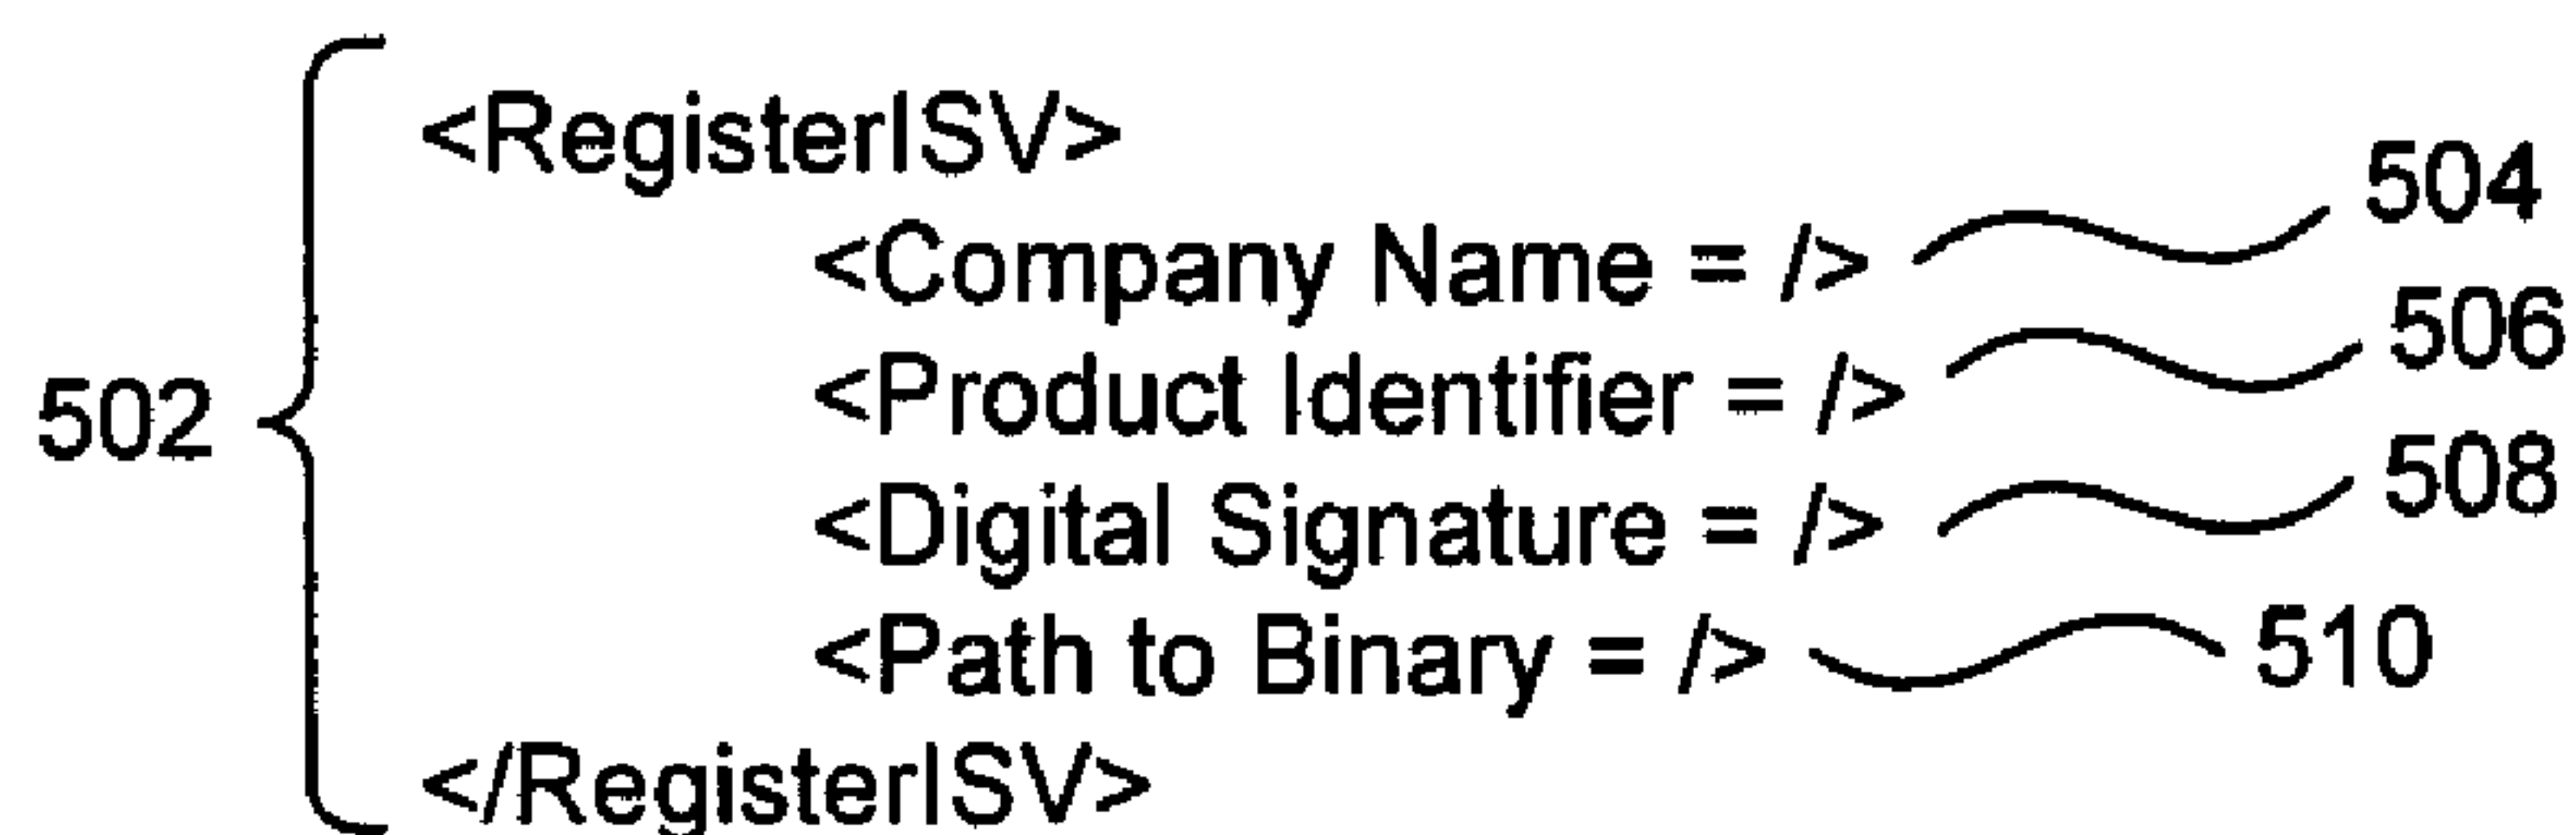 <RegisterISV>
<Company Name = /> 504
<Product Identifier = /> 506
502
<Digital Signature = /> 508
<Path to Binary = /> 510
</RegisterISV>